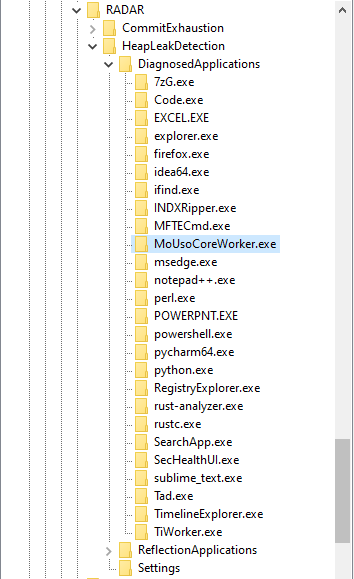 RADAR
CommitExhaustion
HeapLeakDetection
DiagnosedApplications
7zG.exe
Code.exe
EXCEL.EXE
explorer.exe
firefox.exe
idea64.exe
ifind.exe
INDXRipper.exe
MFTECmd.exe
MoUsoCoreWorker.exe
msedge.exe
notepad++.exe
perl.exe
POWERPNT.EXE
powershell.exe
pycharm64.exe
python.exe
RegistryExplorer.exe
rust-analyzer.exe
rustc.exe
SearchApp.exe
SecHealthUI.exe
sublime_text.exe
Tad.exe
TimelineExplorer.exe
TiWorker.exe
ReflectionApplications
Settings